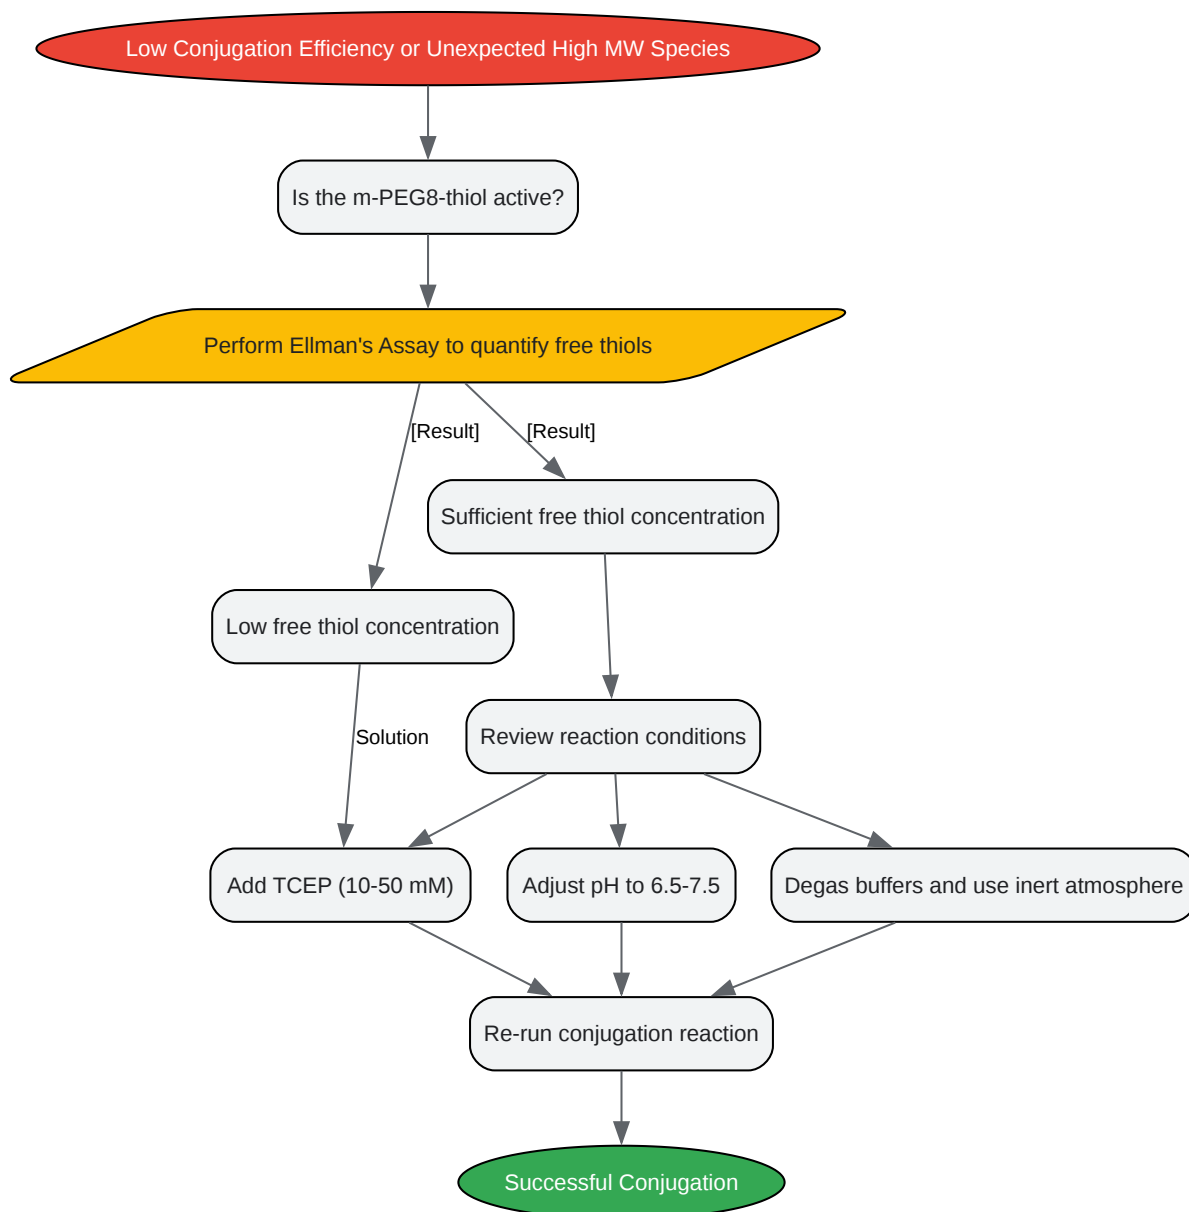 Low Conjugation Efficiency or Unexpected High MW Species
Is the m-PEG8-thiol active?
Perform Ellman's Assay to quantify free thiols
[Result]
[Result]
Sufficient free thiol concentration
Low free thiol concentration
Solution
Review reaction conditions
Add TCEP (10-50 mM)
Adjust pH to 6.5-7.5
Degas buffers and use inert atmosphere
Re-run conjugation reaction
Successful Conjugation